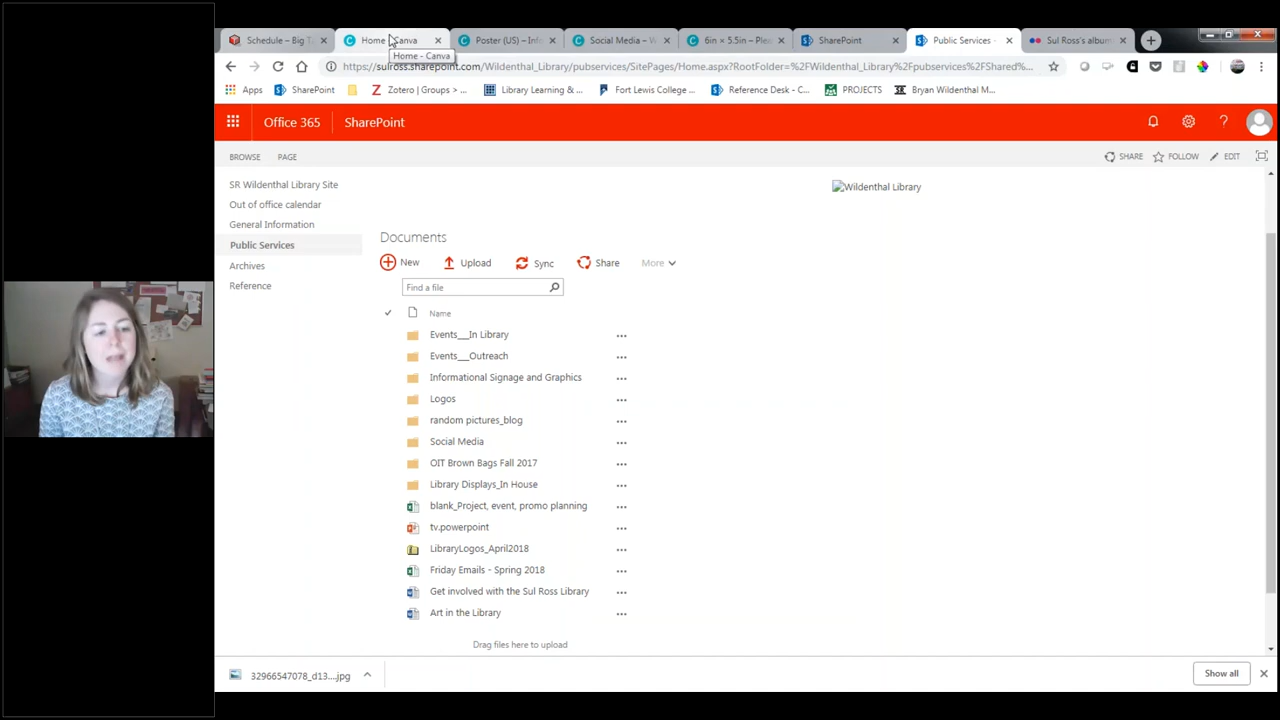 Schedule – Big Ta
Home - Canva
Poster (US) – Info
Social Media – W
6in × 5.5in – Plea
SharePoint
Public Services -
Sul Ross's album
Home - Canva
https://sulross.sharepoint.com/Wildenthal_Library/pubservices/SitePages/Home.aspx?RootFolder=%2FWildenthal_Library%2Fpubservices%2FShared...
Apps
SharePoint
Zotero | Groups > ...
Library Learning & ...
Fort Lewis College ...
Reference Desk - C...
PROJECTS
Bryan Wildenthal M...
Office 365
SharePoint
?
BROWSE
PAGE
SHARE
FOLLOW
EDIT
SR Wildenthal Library Site
Out of office calendar
General Information
Public Services
Archives
Reference
Wildenthal Library
Documents
New
Upload
Sync
Share
More
Find a file
Name
Events__In Library
Events__Outreach
Informational Signage and Graphics
Logos
random pictures_blog
Social Media
OIT Brown Bags Fall 2017
Library Displays_In House
blank_Project, event, promo planning
tv.powerpoint
LibraryLogos_April2018
Friday Emails - Spring 2018
Get involved with the Sul Ross Library
Art in the Library
Drag files here to upload
32966547078_d13....jpg
Show all